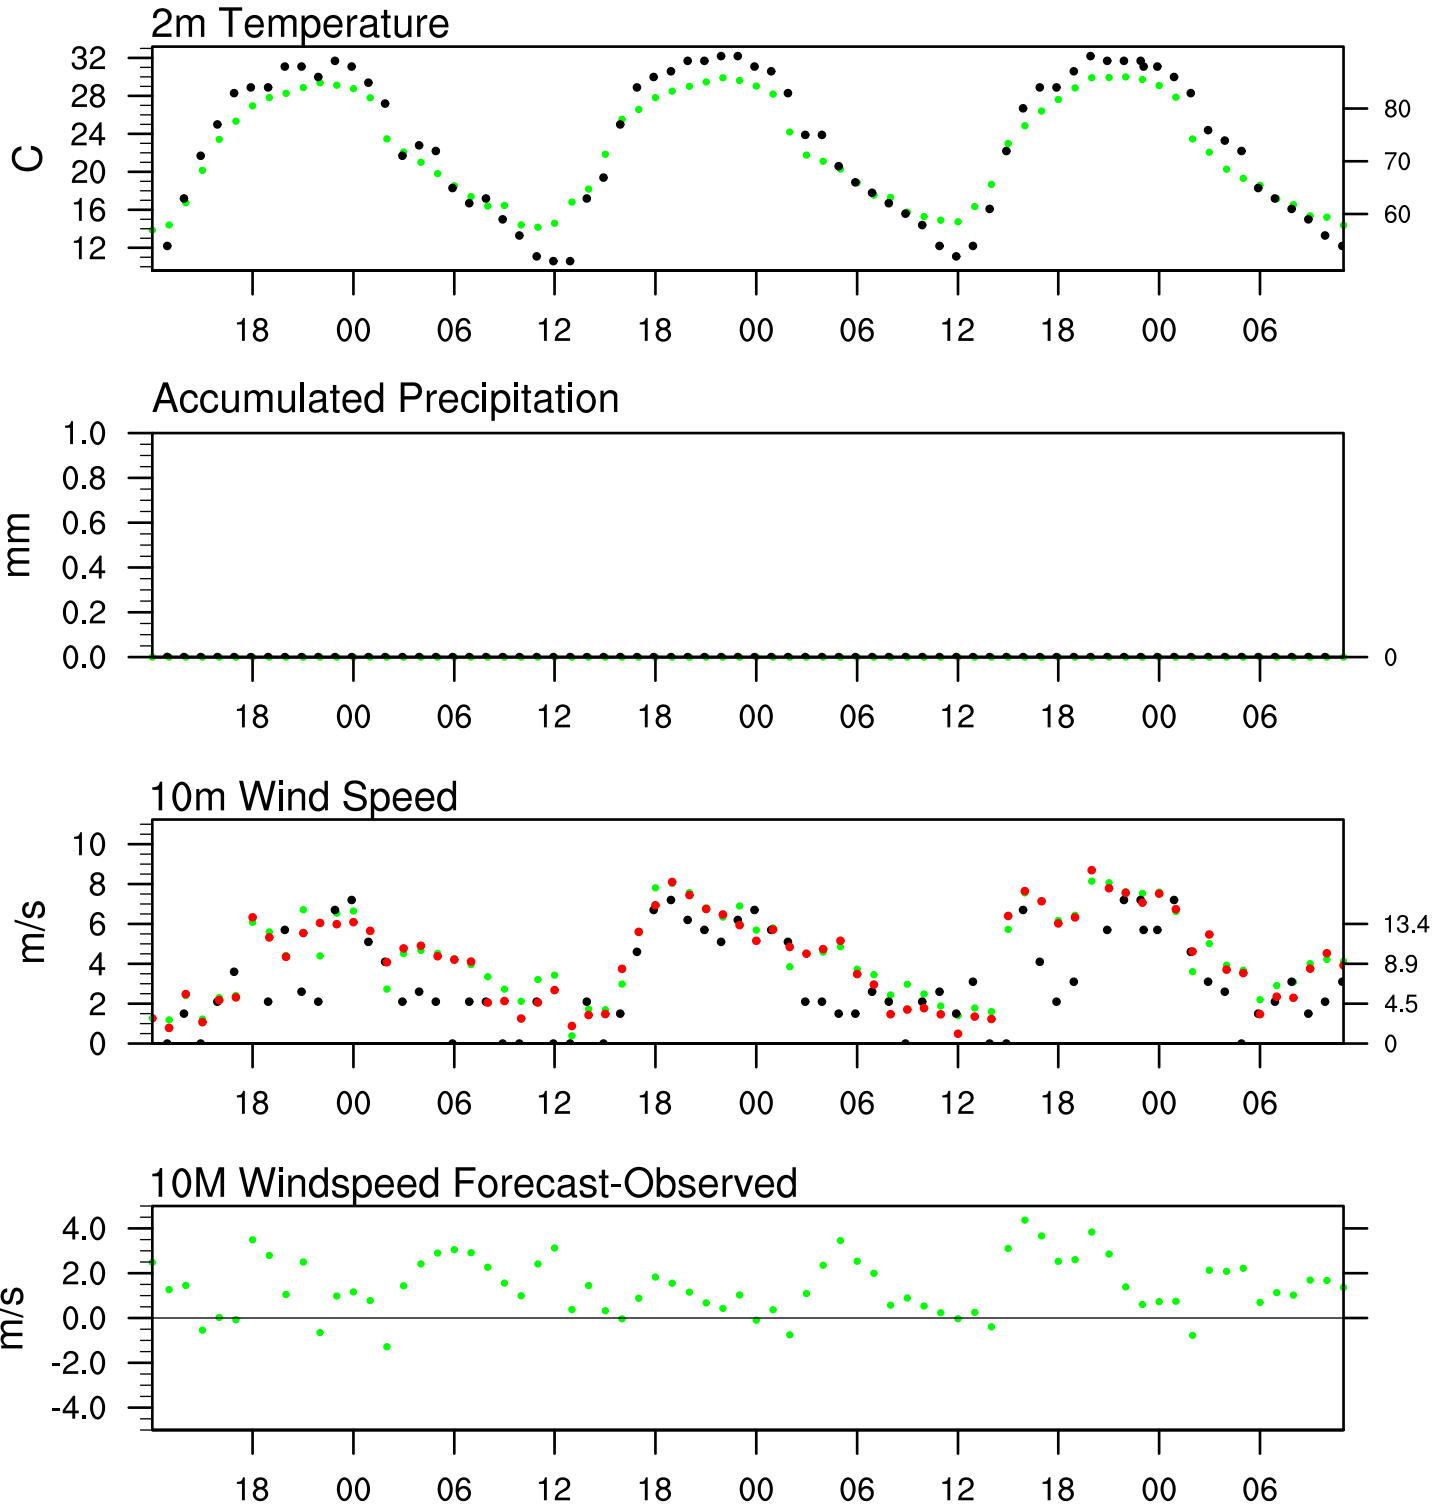 2m Temperature
32
28
24
20
16
12
C
80
70
60
18 00 06 12 18 00 06 12 18 00 06
Accumulated Precipitation
1.0
0.8
0.6
0.4
0.2
0.0
mm
0
18 00 06 12 18 00 06 12 18 00 06
10m Wind Speed
10
8
6
4
2
0
m/s
13.4
8.9
4.5
0
18 00 06 12 18 00 06 12 18 00 06
10M Windspeed Forecast-Observed
4.0
2.0
0.0
-2.0
-4.0
m/s
18 00 06 12 18 00 06 12 18 00 06